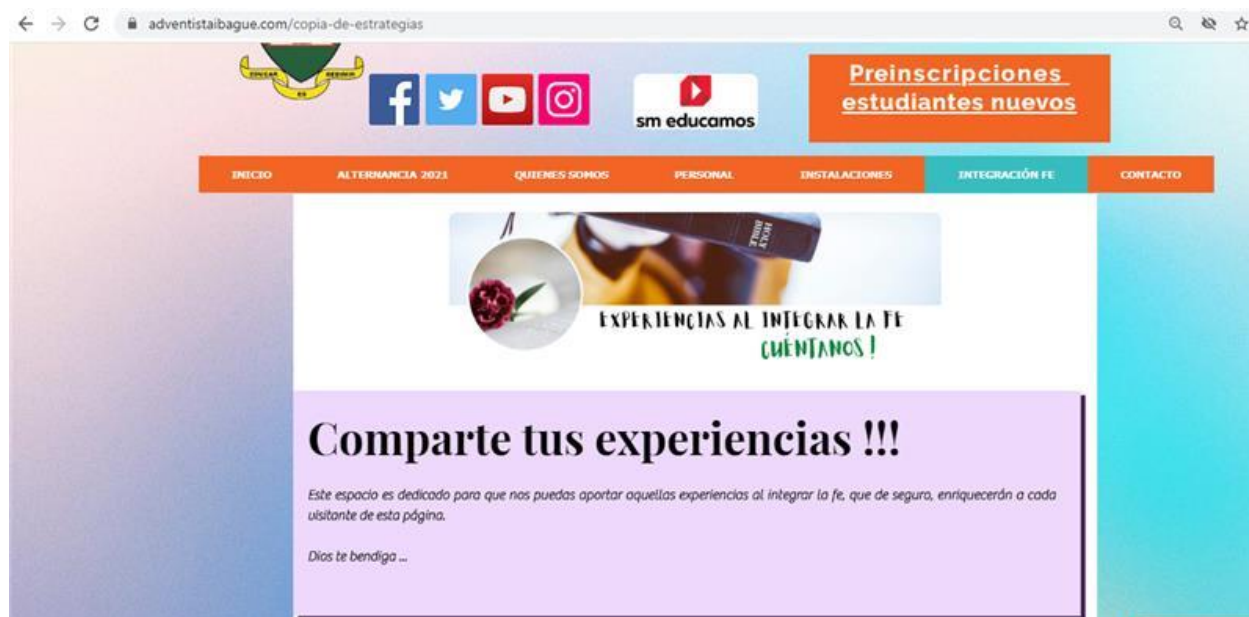 adventistaibague.com/copia-de-estrategias
EDUCAR
ES
REDIMIR
sm educamos
Preinscripciones
estudiantes nuevos
INICIO
ALTERNANCIA 2021
QUIENES SOMOS
PERSONAL
INSTALACIONES
INTEGRACIÓN FE
CONTACTO
HOLY
BIBLE
EXPERIENCIAS AL INTEGRAR LA FE
CUÉNTANOS!
Comparte tus experiencias !!!
Este espacio es dedicado para que nos puedas aportar aquellas experiencias al integrar la fe, que de seguro, enriquecerán a cada
visitante de esta página.
Dios te bendiga ...